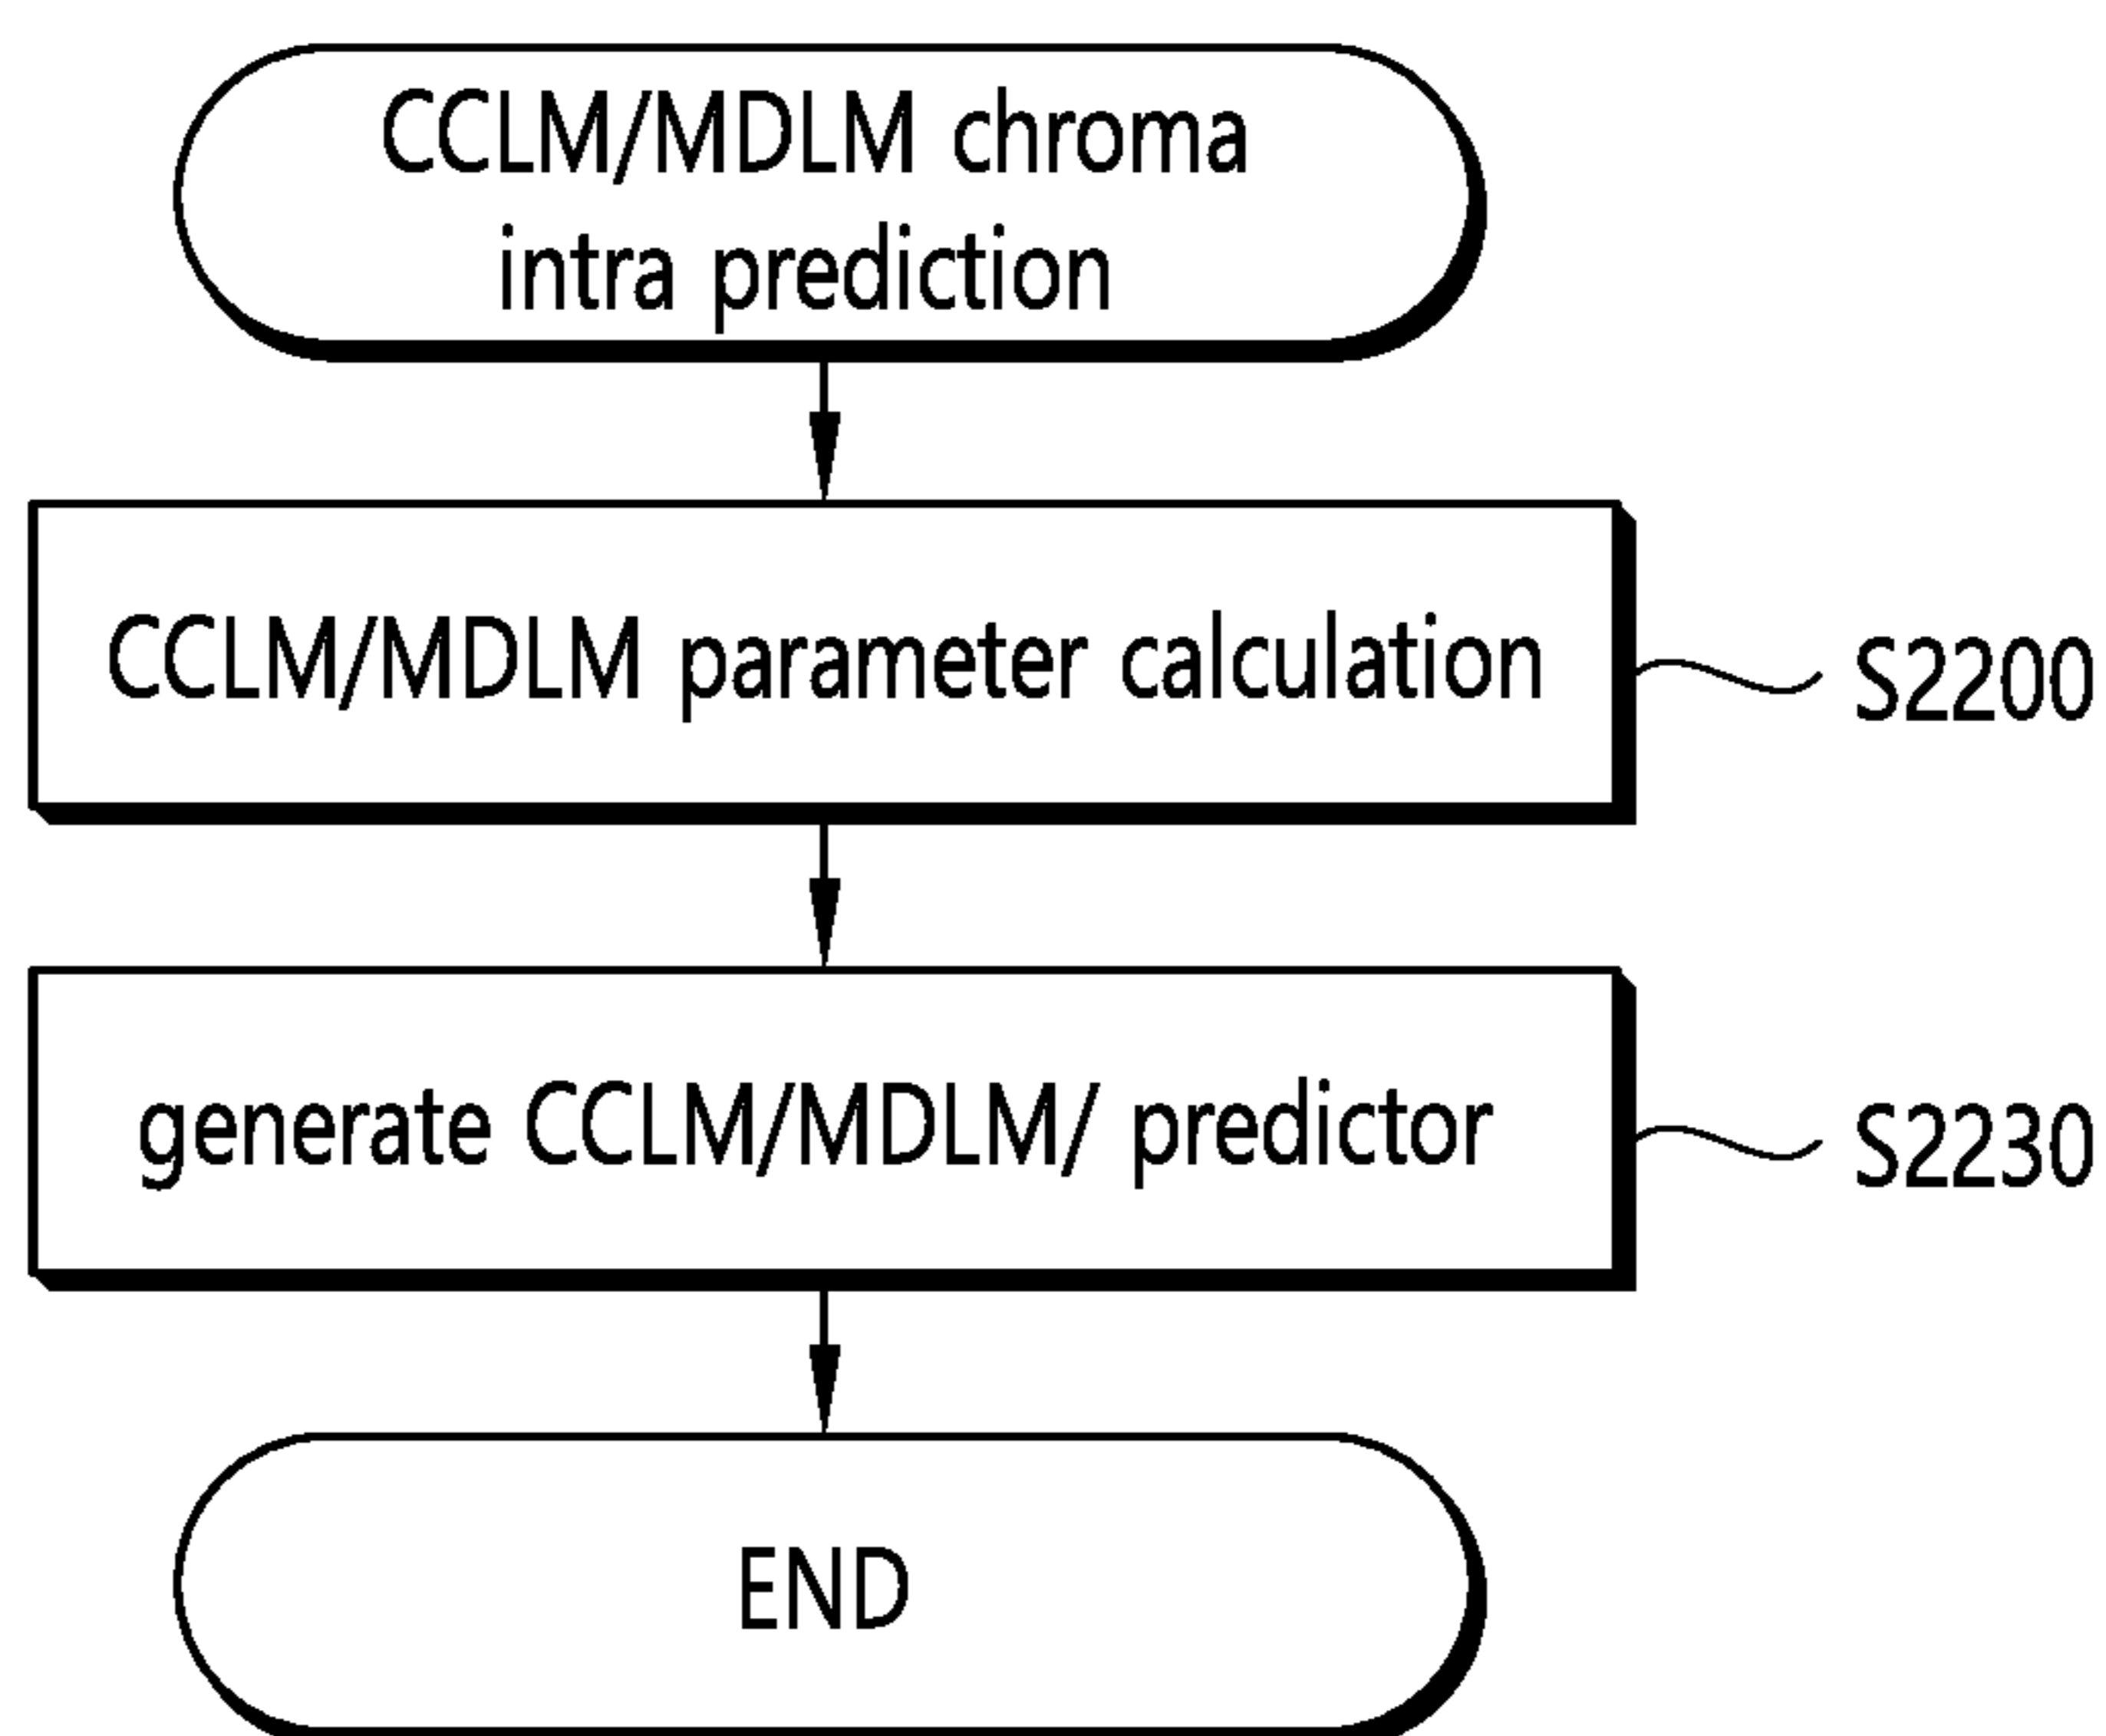 CCLM/MDLM chroma
intra prediction
CCLM/MDLM parameter calculation
S2200
generate CCLM/MDLM/ predictor
S2230
END